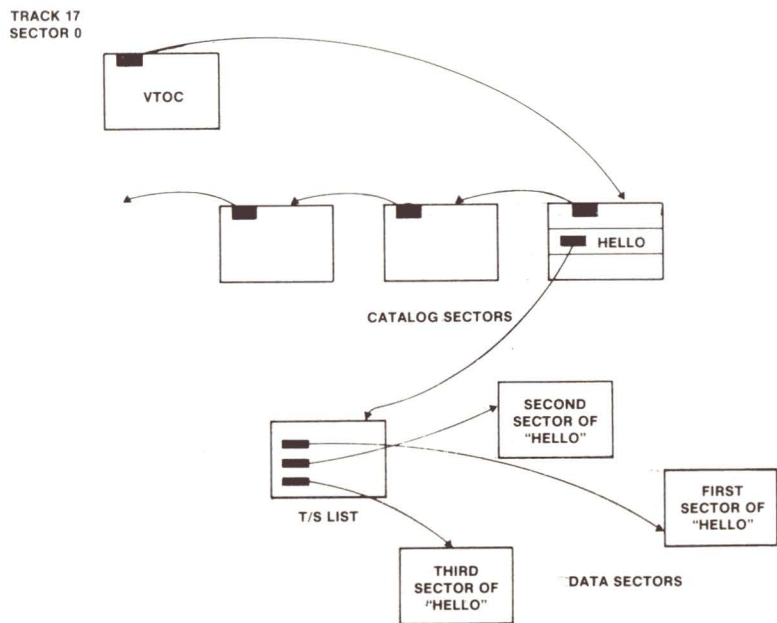 TRACK 17
SECTOR 0
VTOC
HELLO
CATALOG SECTORS
SECOND
SECTOR OF
"HELLO"
T/S LIST
FIRST
SECTOR OF
"HELLO"
THIRD
SECTOR OF
"HELLO"
DATA SECTORS